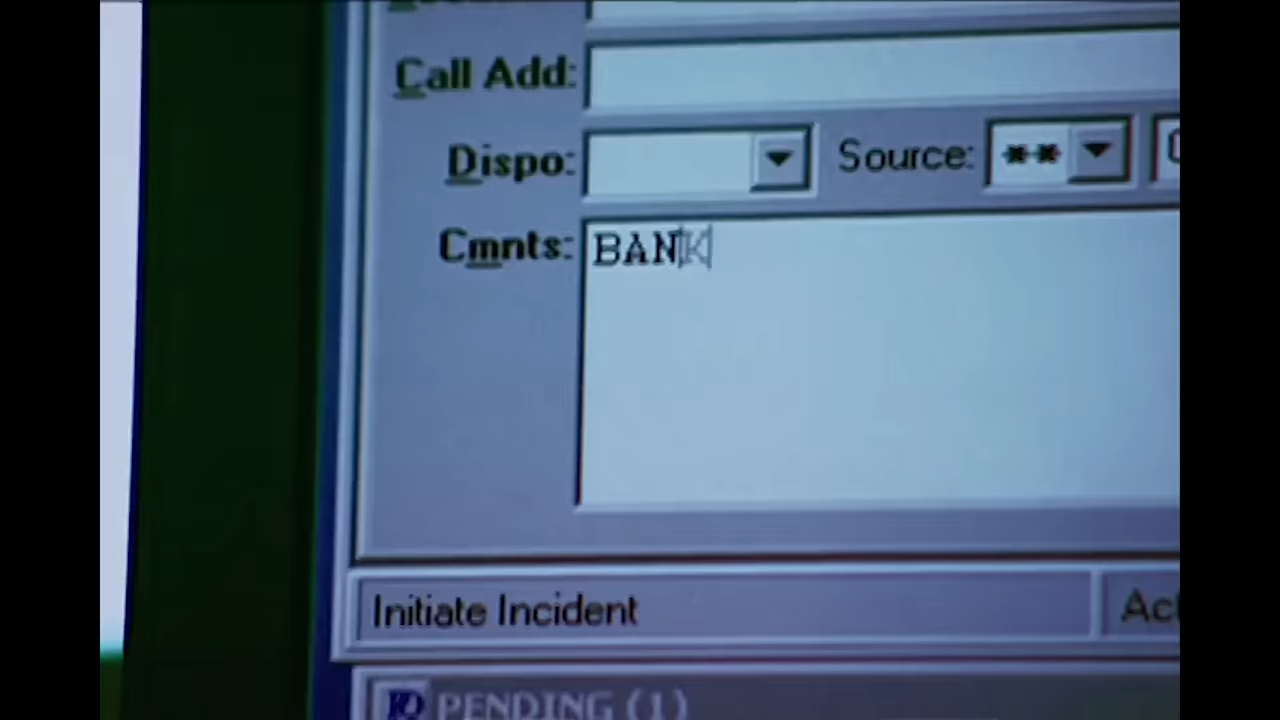 Call Add:
Dispo: Source: **
Cmnts: BANK
Initiate Incident
PENDING (1)